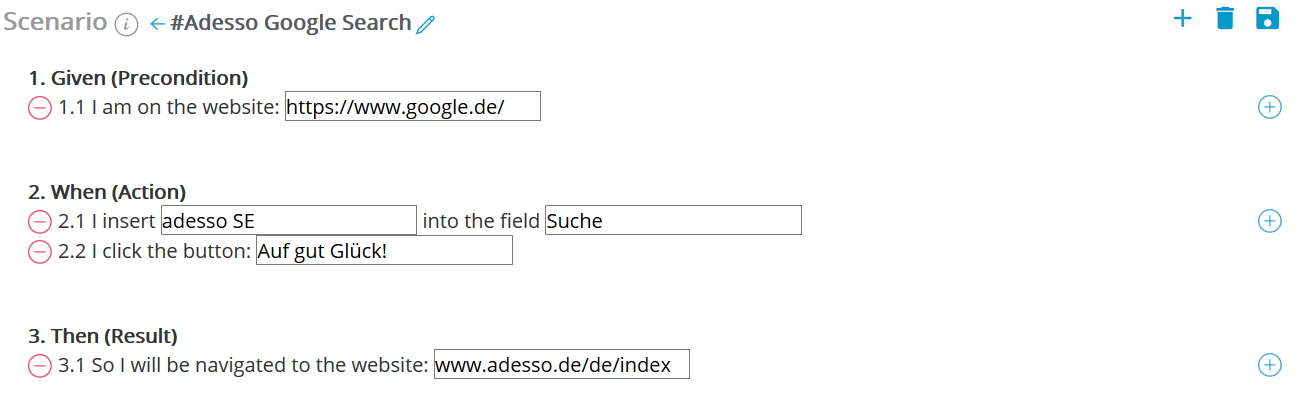 Scenario i ← #Adesso Google Search
1. Given (Precondition)
1.1 I am on the website: https://www.google.de/
2. When (Action)
2.1 I insert adesso SE into the field Suche
2.2 I click the button: Auf gut Glück!
3. Then (Result)
3.1 So I will be navigated to the website: www.adesso.de/de/index